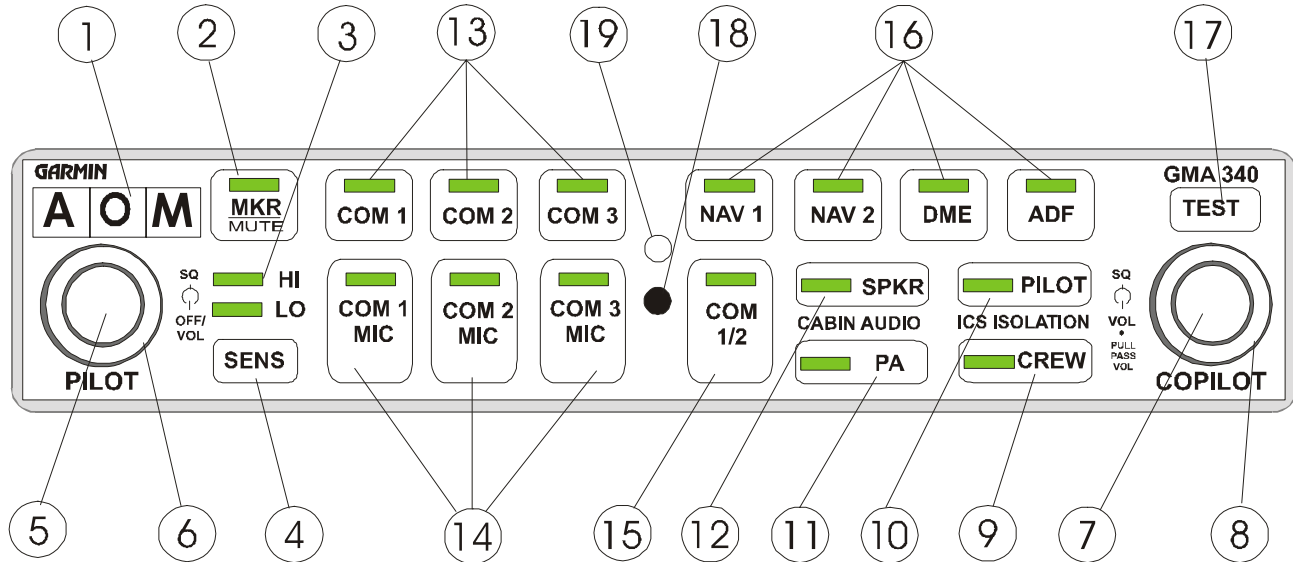 1 2 3 13 19 18 16 17
GARMIN GMA 340
A O M MKR COM 1 COM 2 COM 3 NAV 1 NAV 2 DME ADF TEST
MUTE
SQ HI SPKR PILOT SQ
OFF/ LO COM 1 COM 2 COM 3 COM CABIN AUDIO ICS ISOLATION VOL
VOL MIC MIC MIC 1/2 PULL
SENS PA CREW PASS
VOL
PILOT COPILOT
5 6 4 14 15 12 11 10 9 7 8